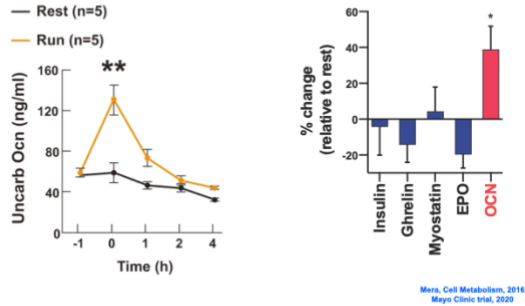 Rest (n=5)
Run (n=5)
**
Uncarb Ocn (ng/ml)
160
120
80
40
0
-1
0
1
2
4
Time (h)
% change
(relative to rest)
60
40
20
0
-20
*
Insulin
Ghrelin
Myostatin
EPO
OCN
Mera, Cell Metabolism, 2016
Mayo Clinic trial, 2020